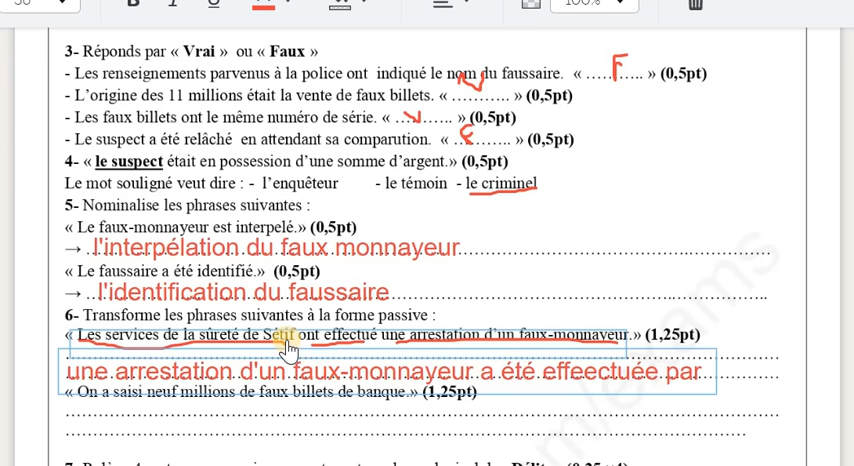 100%
3- Réponds par « Vrai » ou « Faux »
- Les renseignements parvenus à la police ont indiqué le nom du faussaire. « .....F..... » (0,5pt)
- L'origine des 11 millions était la vente de faux billets. « ........... » (0,5pt)
- Les faux billets ont le même numéro de série. « ...V...... » (0,5pt)
- Le suspect a été relâché en attendant sa comparution. « ..F........ » (0,5pt)
4- « le suspect était en possession d'une somme d'argent.» (0,5pt)
Le mot souligné veut dire : - l'enquêteur - le témoin - le criminel
5- Nominalise les phrases suivantes :
« Le faux-monnayeur est interpelé.» (0,5pt)
→ l'interpélation du faux monnayeur
« Le faussaire a été identifié.» (0,5pt)
→ l'identification du faussaire
6- Transforme les phrases suivantes à la forme passive :
« Les services de la sûreté de Sétif ont effectué une arrestation d'un faux-monnayeur.» (1,25pt)
une arrestation d'un faux-monnayeur a été effeectuée par
« On a saisi neuf millions de faux billets de banque.» (1,25pt)